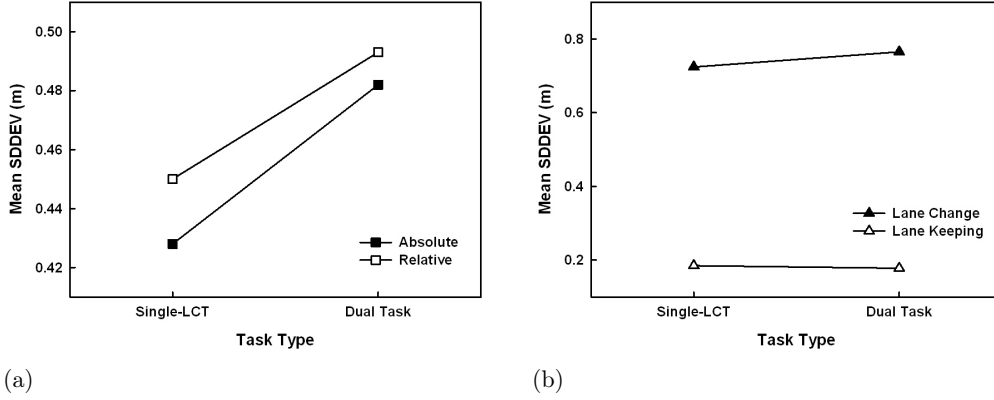 0.50
0.48
0.46
0.44
0.42
Mean SDDEV (m)
Absolute
Relative
Single-LCT Dual Task
Task Type
(a)
0.8
0.6
0.4
0.2
Mean SDDEV (m)
Lane Change
Lane Keeping
Single-LCT Dual Task
Task Type
(b)